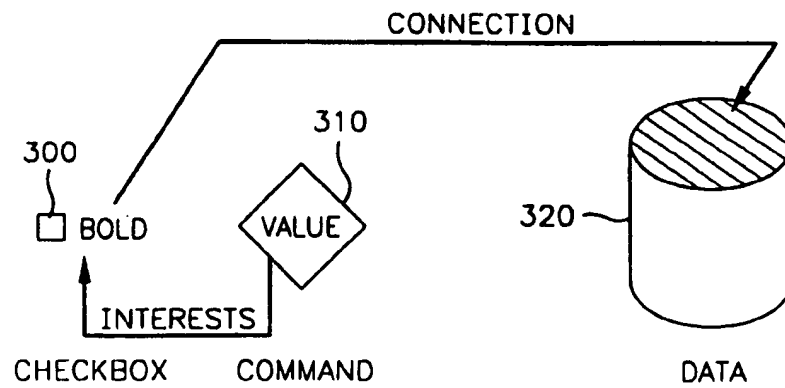 CONNECTION
310
300
BOLD
VALUE
320
INTERESTS
CHECKBOX
COMMAND
DATA